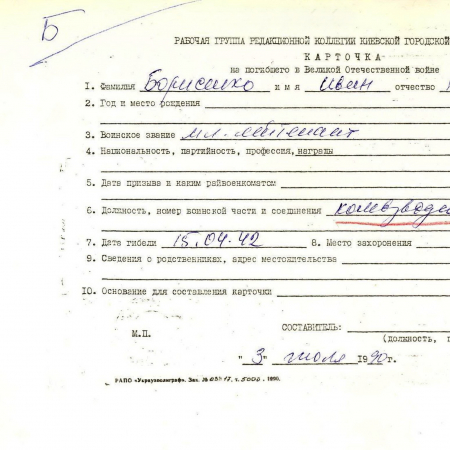 Б
РАБОЧАЯ ГРУППА РЕДАКЦИОННОЙ КОЛЛЕГИИ КИЕВСКОЙ ГОРОДСКОЙ
КАРТОЧКА
на погибшего в Великой Отечественной войне
1. Фамилия Борисенко имя Иван отчество
2. Год и место рождения
3. Воинское звание мл. лейтенант
4. Национальность, партийность, профессия, награды
5. Дата призыва и каким райвоенкоматом
6. Должность, номер воинской части и соединения комвзвода
7. Дата гибели 15.04.42 8. Место захоронения
9. Сведения о родственниках, адрес местожительства
10. Основание для составления карточки
СОСТАВИТЕЛЬ:
М.П. (должность,
"3" июля 1990г.
РАПО «Укрвузполиграф». Зак. № т. 5000. 1990.